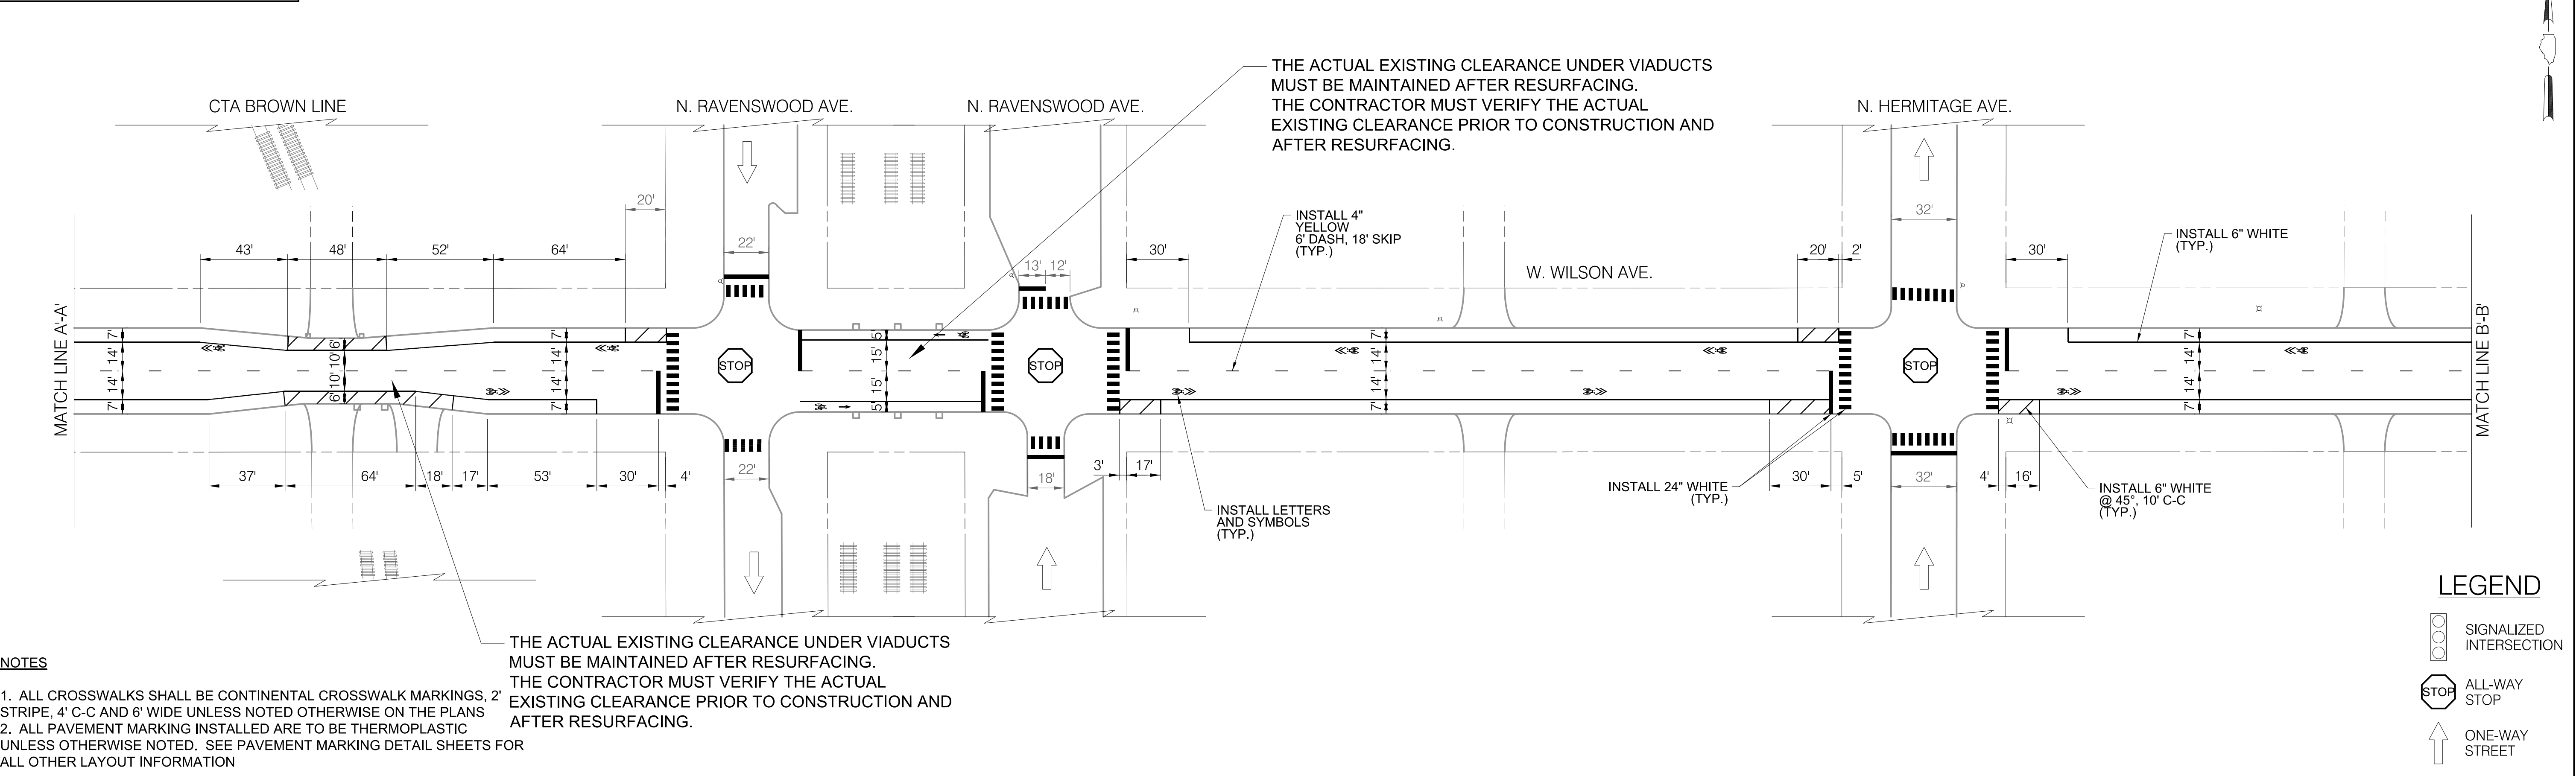 THE ACTUAL EXISTING CLEARANCE UNDER VIADUCTS
MUST BE MAINTAINED AFTER RESURFACING.
THE CONTRACTOR MUST VERIFY THE ACTUAL
EXISTING CLEARANCE PRIOR TO CONSTRUCTION AND
AFTER RESURFACING.
CTA BROWN LINE
N. RAVENSWOOD AVE.
N. RAVENSWOOD AVE.
N. HERMITAGE AVE.
20'
22'
32'
INSTALL 4"
YELLOW
6' DASH, 18' SKIP
(TYP.)
INSTALL 6" WHITE
(TYP.)
43'
48'
52'
64'
13'
12'
30'
W. WILSON AVE.
20'
2'
30'
MATCH LINE A'-A'
7'
14'
14'
7'
6'
10'
10'
6'
7'
14'
14'
7'
STOP
5'
15'
15'
5'
STOP
7'
14'
14'
7'
STOP
7'
14'
14'
7'
MATCH LINE B'-B'
37'
64'
18'
17'
53'
30'
4'
22'
18'
3'
17'
INSTALL LETTERS
AND SYMBOLS
(TYP.)
INSTALL 24" WHITE
(TYP.)
30'
5'
32'
4'
16'
INSTALL 6" WHITE
@ 45°, 10' C-C
(TYP.)
THE ACTUAL EXISTING CLEARANCE UNDER VIADUCTS
MUST BE MAINTAINED AFTER RESURFACING.
THE CONTRACTOR MUST VERIFY THE ACTUAL
EXISTING CLEARANCE PRIOR TO CONSTRUCTION AND
AFTER RESURFACING.
NOTES
1. ALL CROSSWALKS SHALL BE CONTINENTAL CROSSWALK MARKINGS, 2'
STRIPE, 4' C-C AND 6' WIDE UNLESS NOTED OTHERWISE ON THE PLANS
2. ALL PAVEMENT MARKING INSTALLED ARE TO BE THERMOPLASTIC
UNLESS OTHERWISE NOTED. SEE PAVEMENT MARKING DETAIL SHEETS FOR
ALL OTHER LAYOUT INFORMATION
LEGEND
SIGNALIZED
INTERSECTION
STOP
ALL-WAY
STOP
ONE-WAY
STREET